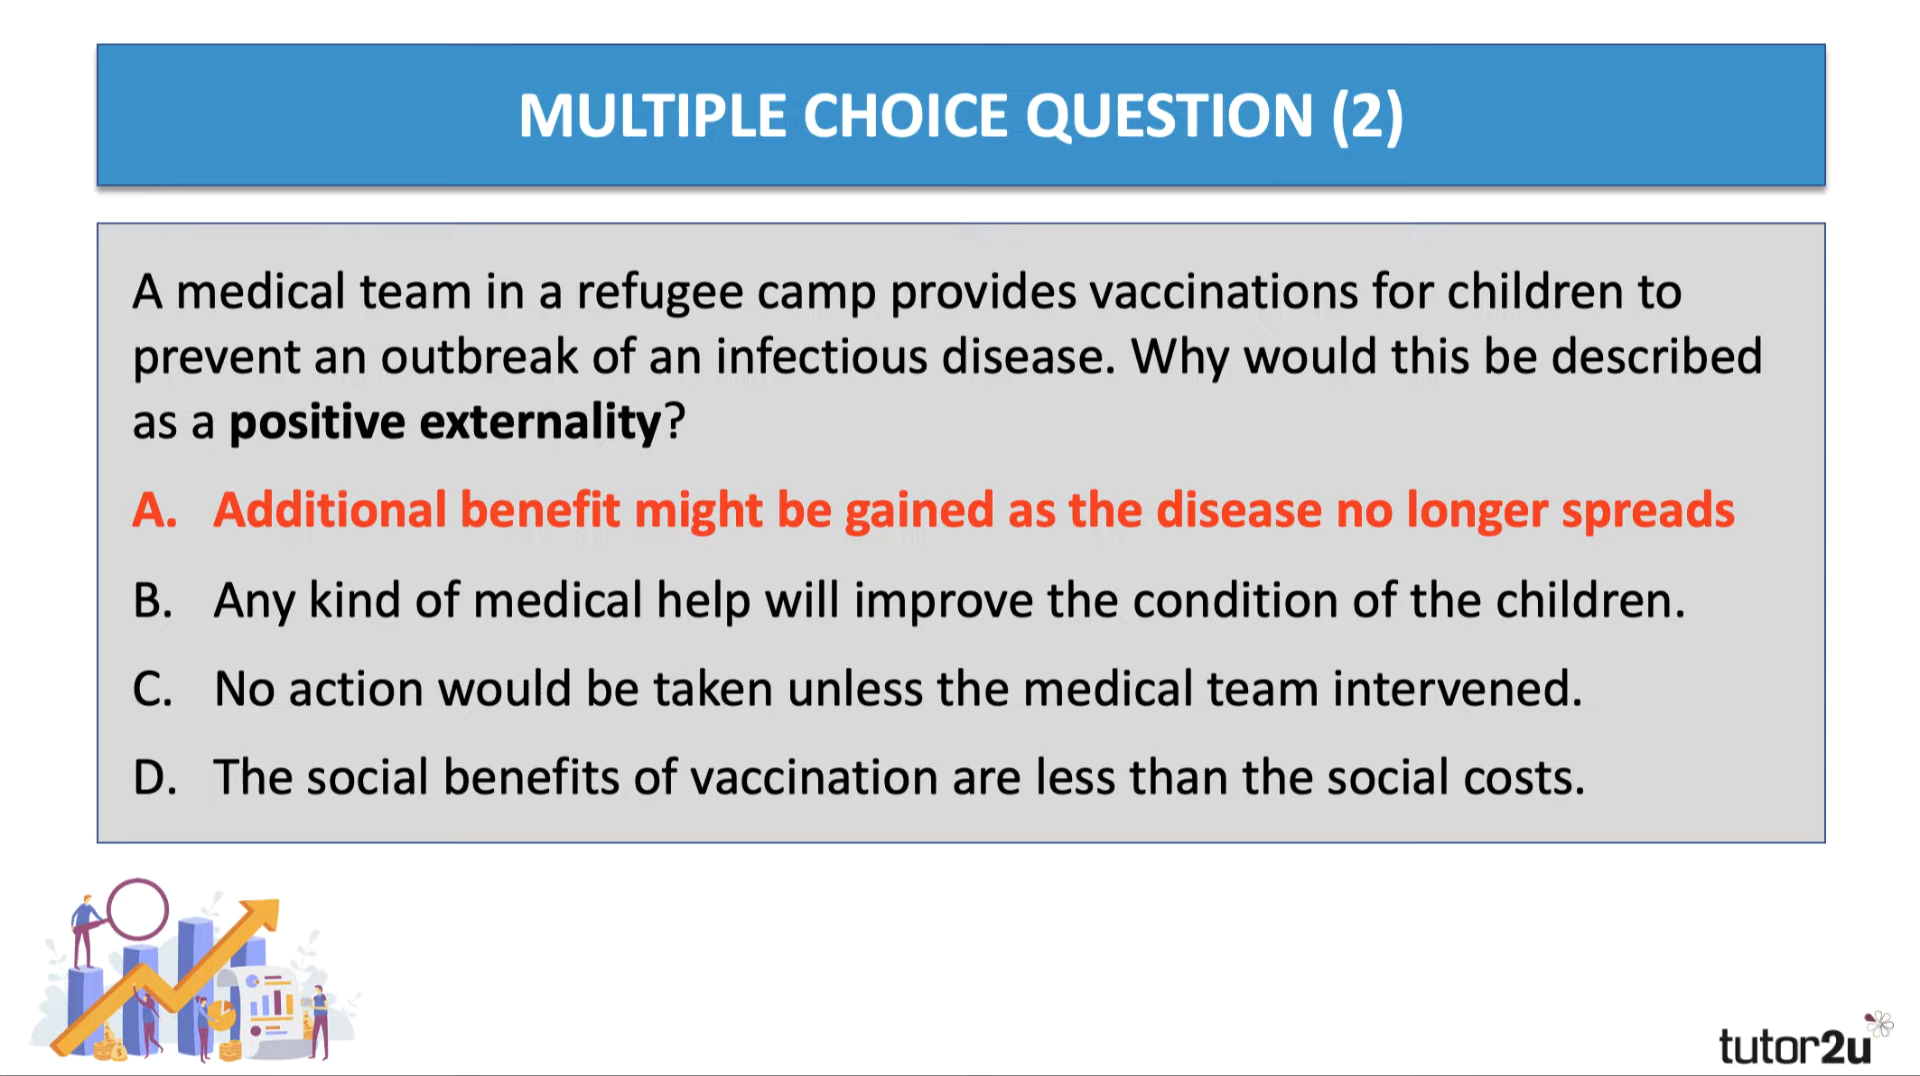 MULTIPLE CHOICE QUESTION (2)
A medical team in a refugee camp provides vaccinations for children to
prevent an outbreak of an infectious disease. Why would this be described
as a positive externality?
A. Additional benefit might be gained as the disease no longer spreads
B. Any kind of medical help will improve the condition of the children.
C. No action would be taken unless the medical team intervened.
D. The social benefits of vaccination are less than the social costs.
tutor2u